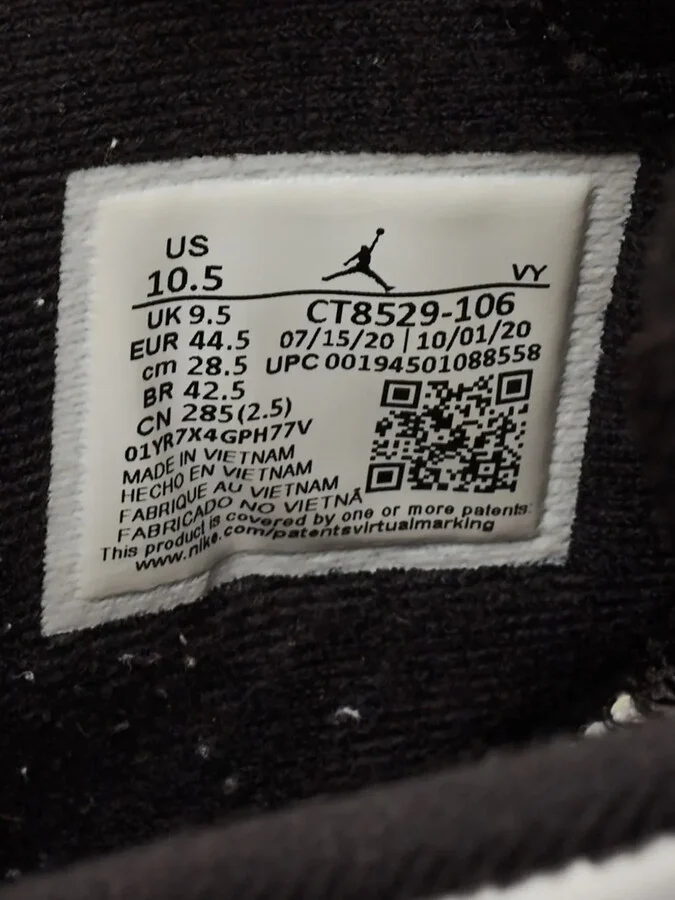 US
10.5
VY
UK 9.5
CT8529-106
EUR 44.5
07/15/20 | 10/01/20
cm 28.5
UPC 00194501088558
BR 42.5
CN 285(2.5)
01YR7X4GPH77V
MADE IN VIETNAM
HECHO EN VIETNAM
FABRIQUE AU VIETNAM
FABRICADO NO VIETNÃ
This product is covered by one or more patents:
www.nike.com/patentsvirtualmarking